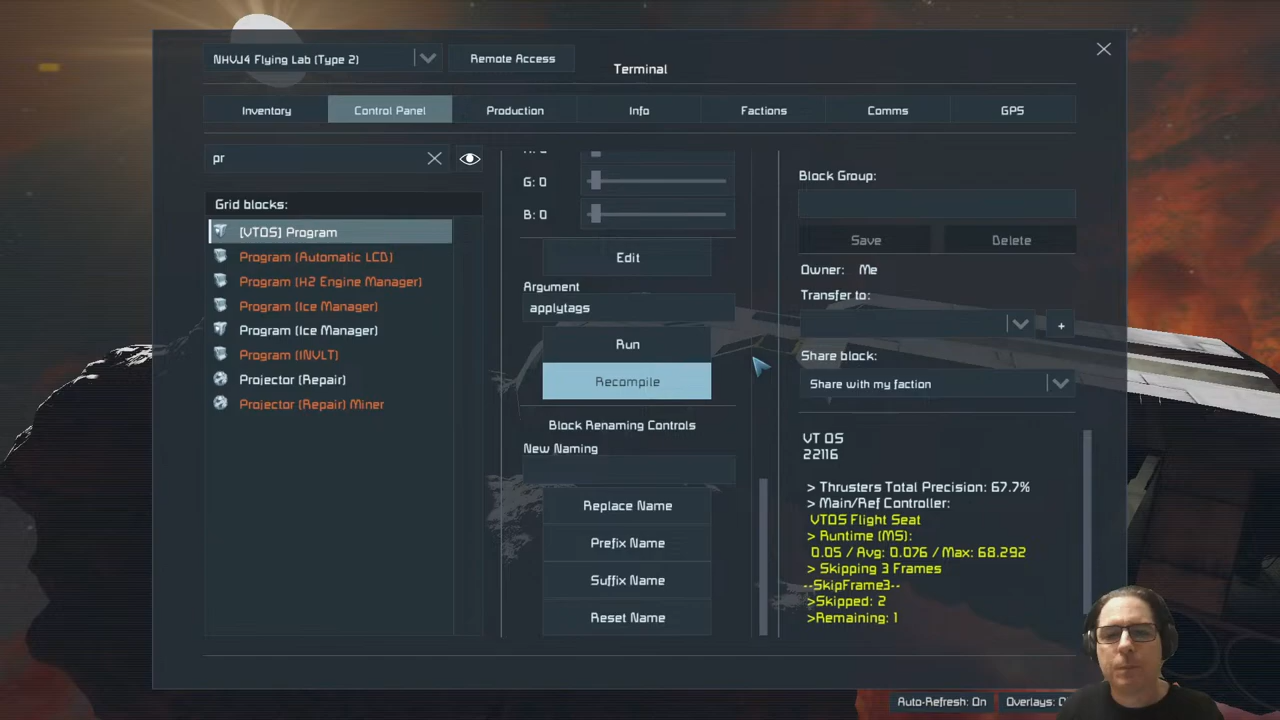 NHVJ4 Flying Lab (Type 2)
Remote Access
Terminal
Inventory
Control Panel
Production
Info
Factions
Comms
GPS
pr
Grid blocks:
[VTOS] Program
Program (Automatic LCD)
Program (H2 Engine Manager)
Program (Ice Manager)
Program (Ice Manager)
Program (INVLT)
Projector (Repair)
Projector (Repair) Miner
G: 0
B: 0
Edit
Argument
applytags
Run
Recompile
Block Renaming Controls
New Naming
Replace Name
Prefix Name
Suffix Name
Reset Name
Block Group:
Save
Delete
Owner: Me
Transfer to:
+
Share block:
Share with my faction
VT OS
22116
> Thrusters Total Precision: 67.7%
> Main/Ref Controller:
VTOS Flight Seat
> Runtime (MS):
0.05 / Avg: 0.076 / Max: 68.292
> Skipping 3 Frames
--SkipFrame3--
>Skipped: 2
>Remaining: 1
Auto-Refresh: On
Overlays: